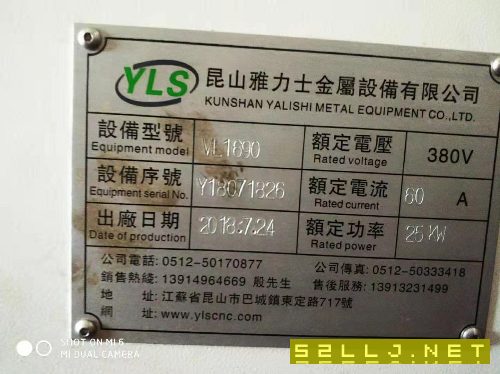 YLS 昆山雅力士金屬設備有限公司
KUNSHAN YALISHI METAL EQUIPMENT CO.,LTD.
設備型號 VL1690 額定電壓 380V
Equipment model Rated voltage
設備序號 Y18071826 額定電流 60 A
Equipment serial No. Rated current
出廠日期 2018.7.24 額定功率 25KW
Date of production Rated power
公司電話: 0512-50170877 公司傳真: 0512-50333418
銷售熱綫: 13914964669 殷先生 售後服務: 13913231499
地 址: 江蘇省昆山市巴城鎮東定路717號
網 址: www.ylscnc.com
SHOT ON MI 6
MI DUAL CAMERA
52LLJ.NET